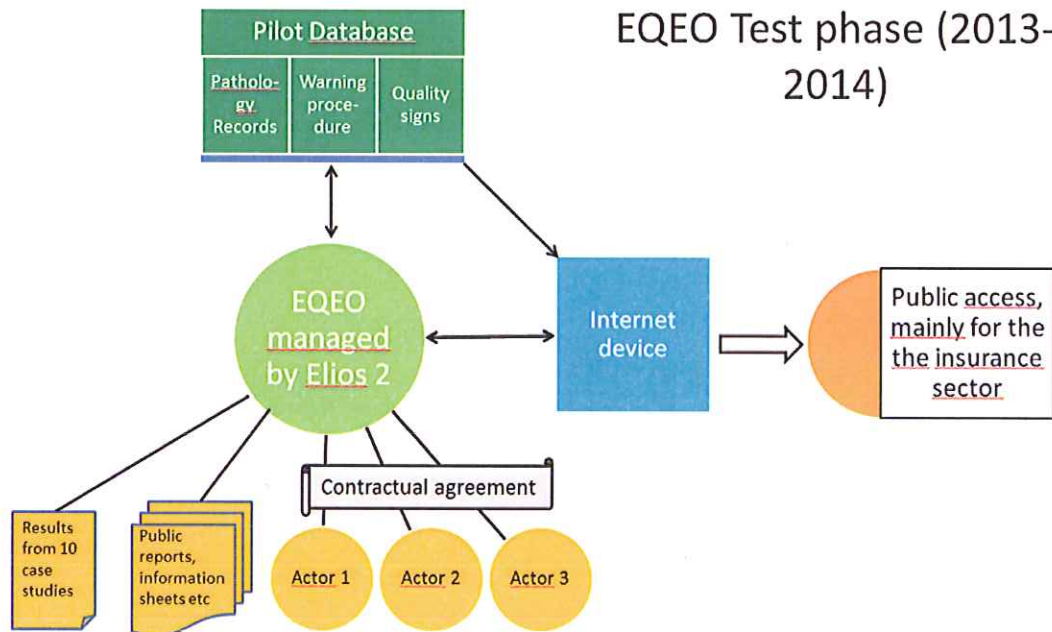 EQEO Test phase (2013-
2014)
Pilot Database
Patholo-
gy
Records
Warning
proce-
dure
Quality
signs
EQEO
managed
by Elios 2
Internet
device
Public access,
mainly for the
the insurance
sector
Contractual agreement
Results
from 10
case
studies
Public
reports,
information
sheets etc
Actor 1
Actor 2
Actor 3